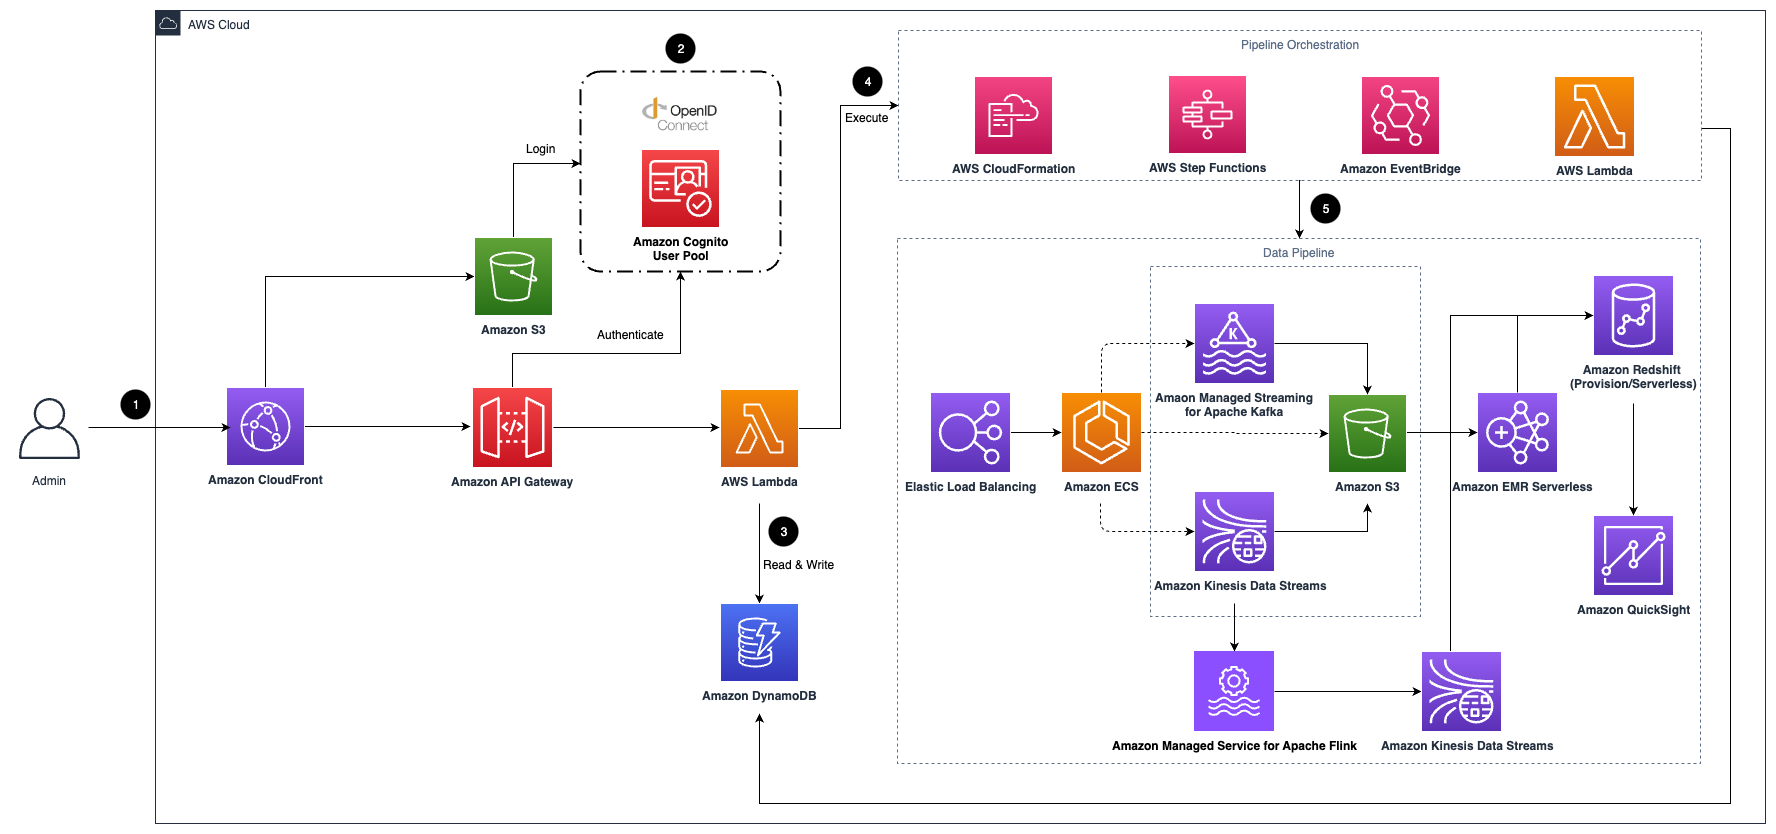 AWS Cloud
Pipeline Orchestration
2
4
OpenID
Connect
Execute
Login
AWS CloudFormation
AWS Step Functions
Amazon EventBridge
AWS Lambda
5
Amazon Cognito
User Pool
Data Pipeline
Amazon S3
Authenticate
K
Amazon Redshift
(Provision/Serverless)
1
Amaon Managed Streaming
for Apache Kafka
Admin
Amazon CloudFront
Amazon API Gateway
AWS Lambda
Elastic Load Balancing
Amazon ECS
Amazon S3
Amazon EMR Serverless
3
Read & Write
Amazon Kinesis Data Streams
Amazon QuickSight
Amazon DynamoDB
Amazon Managed Service for Apache Flink
Amazon Kinesis Data Streams